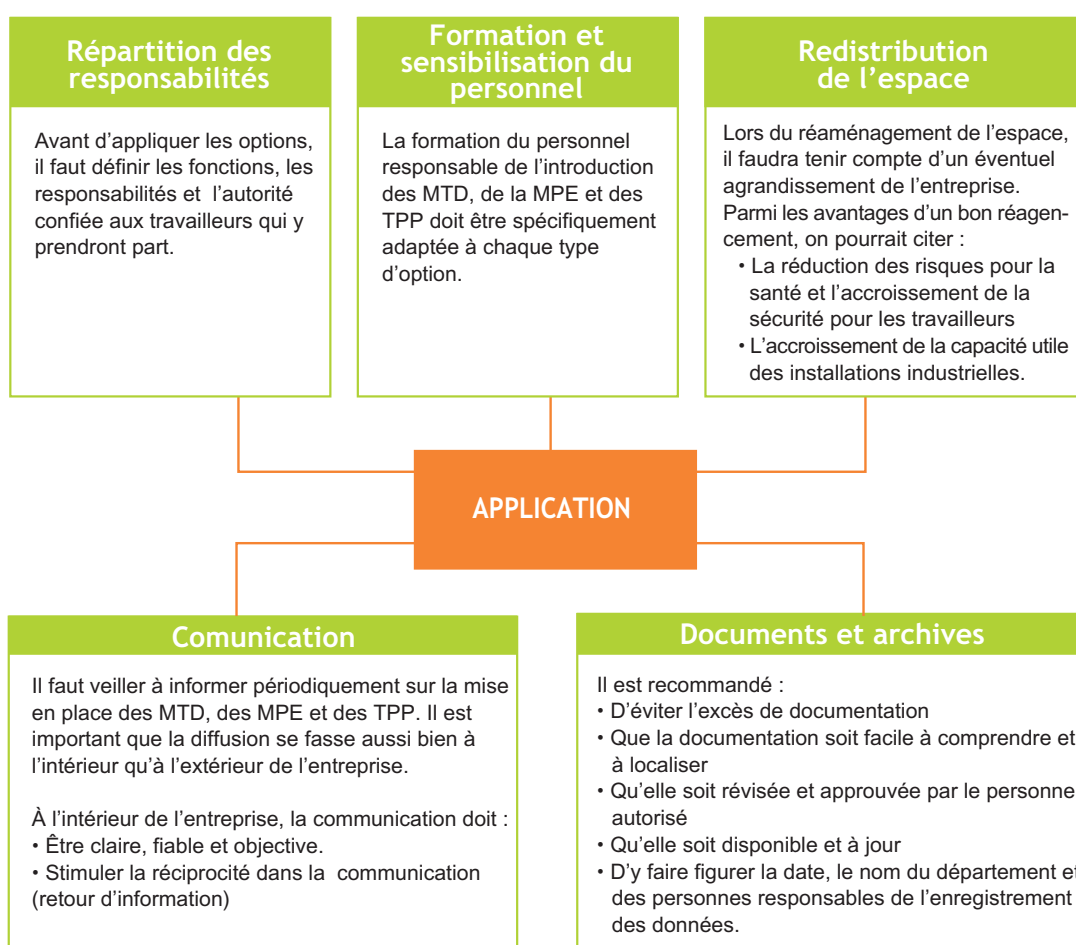 Répartition des
responsabilités
Avant d’appliquer les options,
il faut définir les fonctions, les
responsabilités et l’autorité
confiée aux travailleurs qui y
prendront part.
Formation et
sensibilisation du
personnel
La formation du personnel
responsable de l’introduction
des MTD, de la MPE et des
TPP doit être spécifiquement
adaptée à chaque type
d’option.
Redistribution
de l’espace
Lors du réaménagement de l’espace,
il faudra tenir compte d’un éventuel
agrandissement de l’entreprise.
Parmi les avantages d’un bon réagen-
cement, on pourrait citer :
• La réduction des risques pour la
santé et l’accroissement de la
sécurité pour les travailleurs
• L’accroissement de la capacité utile
des installations industrielles.
APPLICATION
Comunication
Il faut veiller à informer périodiquement sur la mise
en place des MTD, des MPE et des TPP. Il est
important que la diffusion se fasse aussi bien à
l’intérieur qu’à l’extérieur de l’entreprise.
À l’intérieur de l’entreprise, la communication doit :
• Être claire, fiable et objective.
• Stimuler la réciprocité dans la communication
(retour d’information)
Documents et archives
Il est recommandé :
• D’éviter l’excès de documentation
• Que la documentation soit facile à comprendre et
à localiser
• Qu’elle soit révisée et approuvée par le personne
autorisé
• Qu’elle soit disponible et à jour
• D’y faire figurer la date, le nom du département et
des personnes responsables de l’enregistrement
des données.